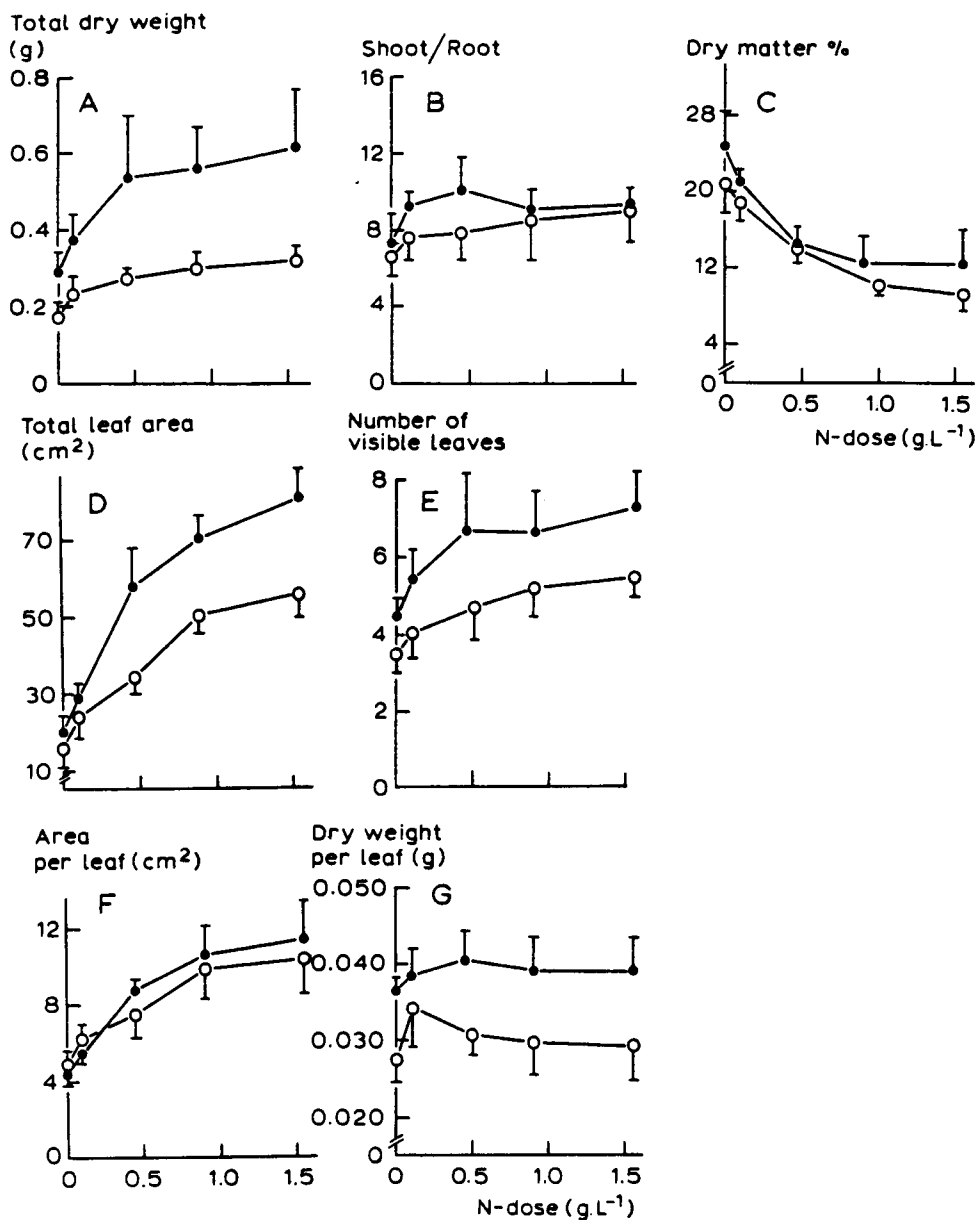 Total dry weight
(g)
0.8
0.6
0.4
0.2
0
A
Shoot/Root
16
12
8
4
0
B
Dry matter %
28
20
12
4
0
C
0 0.5 1.0 1.5
N-dose (g.L⁻¹)
Total leaf area
(cm²)
70
50
30
10
D
Number of
visible leaves
8
6
4
2
0
E
Area
per leaf (cm²)
12
8
4
0
F
0 0.5 1.0 1.5
Dry weight
per leaf (g)
0.050
0.040
0.030
0.020
0
G
0 0.5 1.0 1.5
N-dose (g.L⁻¹)